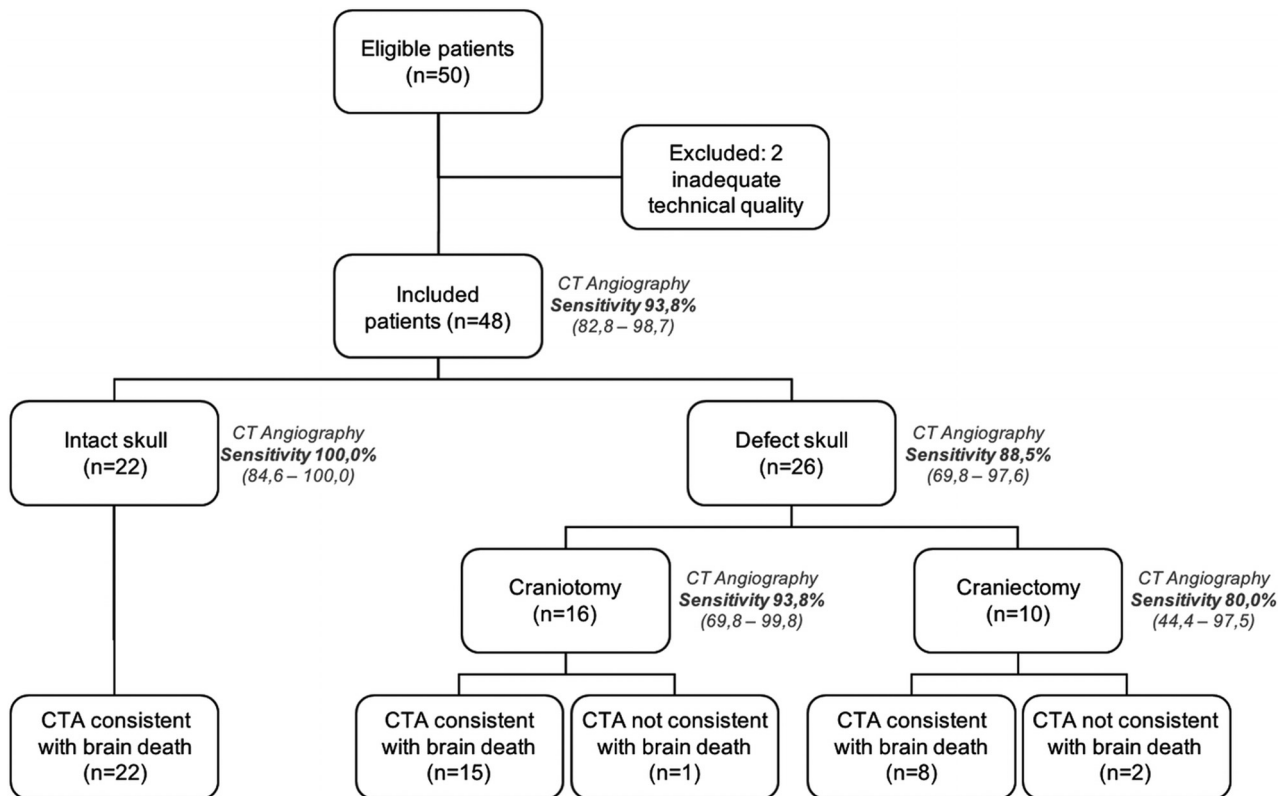 Eligible patients
(n=50)
Excluded: 2
inadequate
technical quality
Included
patients (n=48)
CT Angiography
Sensitivity 93,8%
(82,8 – 98,7)
Intact skull
(n=22)
CT Angiography
Sensitivity 100,0%
(84,6 – 100,0)
Defect skull
(n=26)
CT Angiography
Sensitivity 88,5%
(69,8 – 97,6)
Craniotomy
(n=16)
CT Angiography
Sensitivity 93,8%
(69,8 – 99,8)
Craniectomy
(n=10)
CT Angiography
Sensitivity 80,0%
(44,4 – 97,5)
CTA consistent
with brain death
(n=22)
CTA consistent
with brain death
(n=15)
CTA not consistent
with brain death
(n=1)
CTA consistent
with brain death
(n=8)
CTA not consistent
with brain death
(n=2)